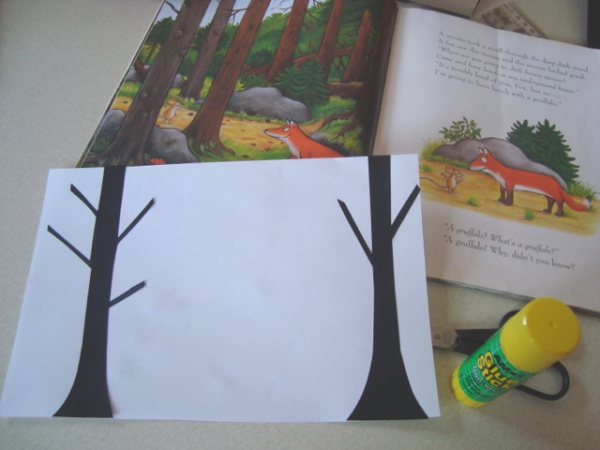 A mouse took a stroll through the deep dark wood.
A fox saw the mouse and the mouse looked good.
"Where are you going to, little brown mouse?
Come and have lunch in my underground house."
"It's terribly kind of you, Fox, but no –
I'm going to have lunch with a gruffalo."
"A gruffalo? What's a gruffalo?"
"A gruffalo! Why, didn't you know?
Glue
Stick